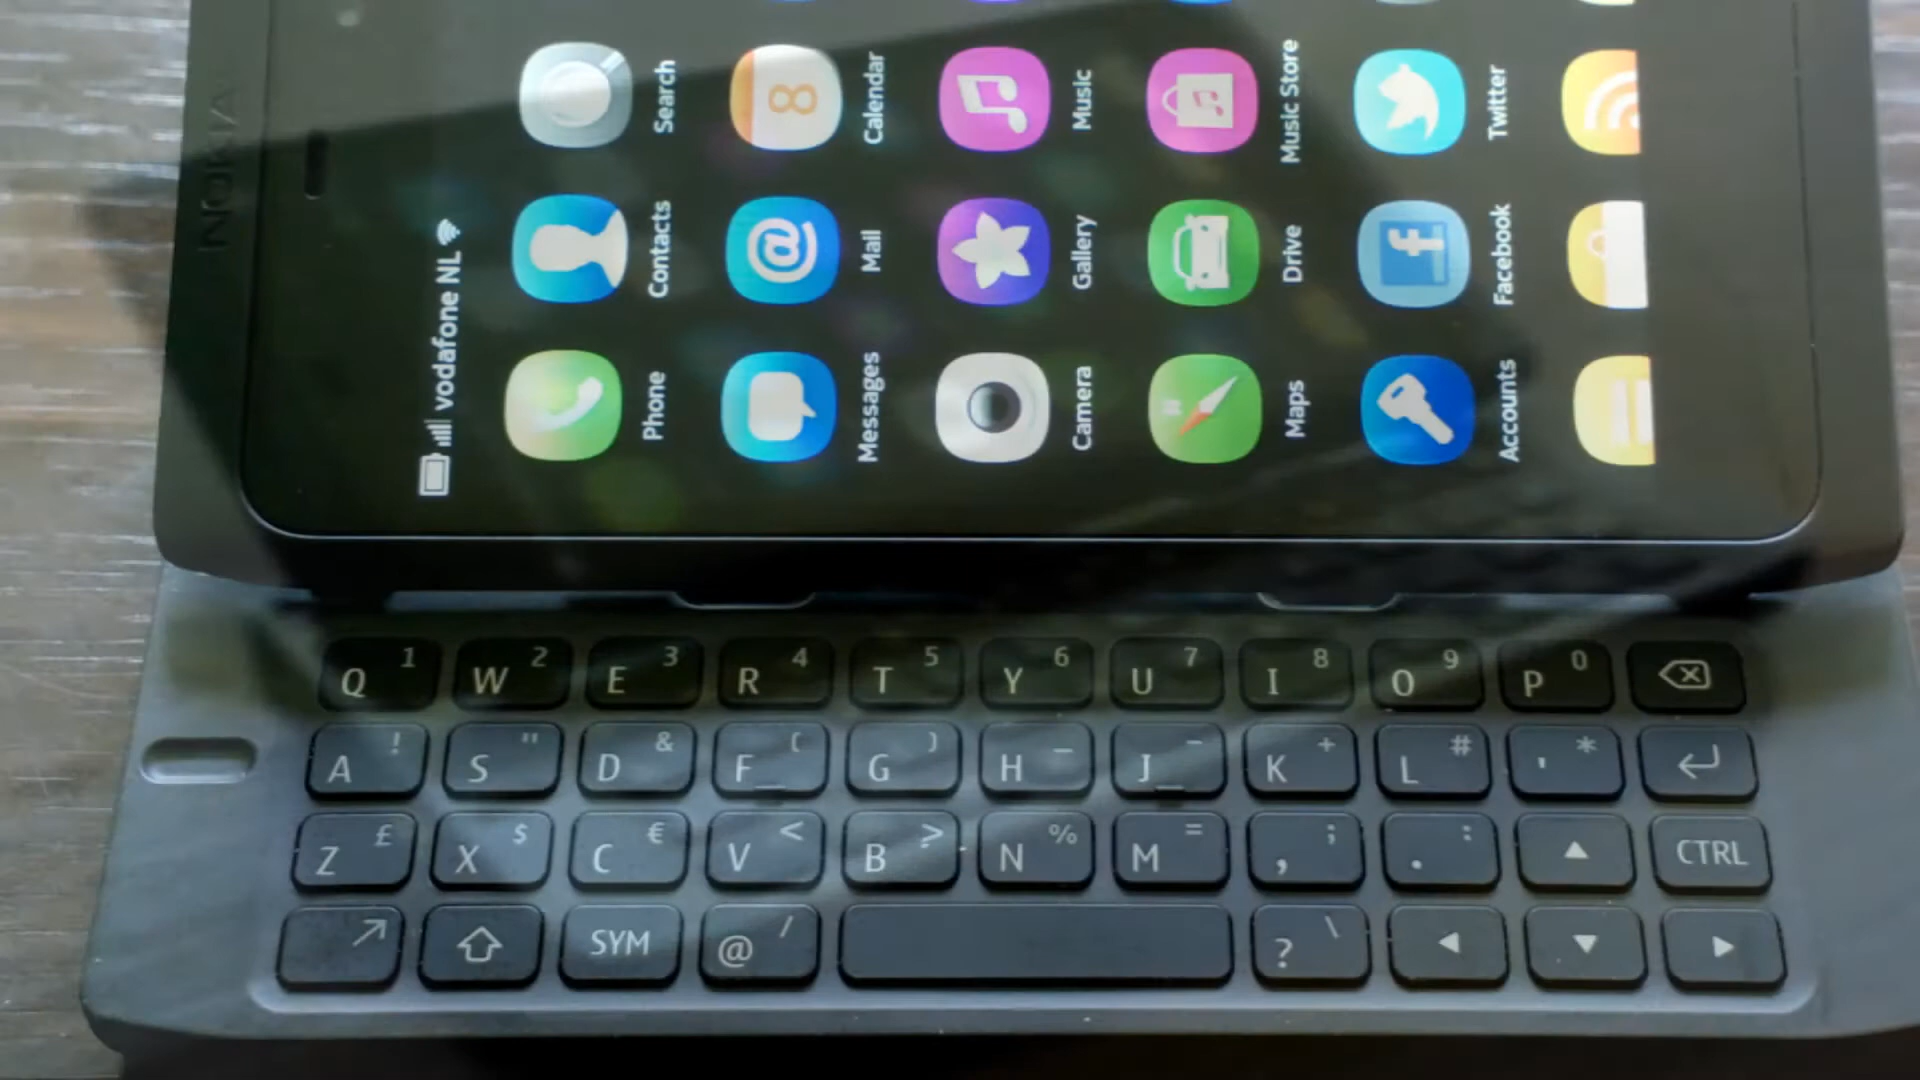 NOKIA
vodafone NL
Phone
Contacts
Search
Messages
Mail
8
Calendar
Camera
Gallery
Music
Maps
Drive
Music Store
Accounts
f
Facebook
Twitter
Q 1 W 2 E 3 R 4 T 5 Y 6 U 7 I 8 O 9 P 0
A ! S " D & F ( G ) H _ J - K + L # ' *
Z £ X $ C € V < B > N % M = , ; . : CTRL
SYM @ / ? \